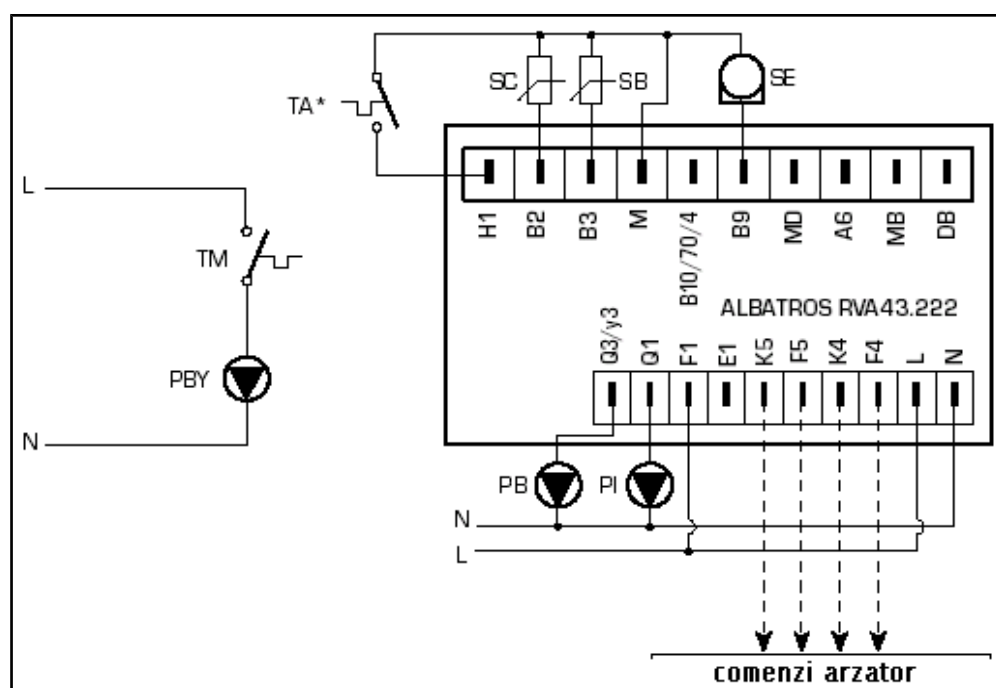 SC
SB
SE
TA*
L
H1
B2
B3
M
B10/70/4
B9
MD
A6
MB
DB
TM
ALBATROS RVA43.222
Q3/y3
Q1
F1
E1
K5
F5
K4
F4
L
N
PBY
N
PB
PI
N
L
comenzi arzator